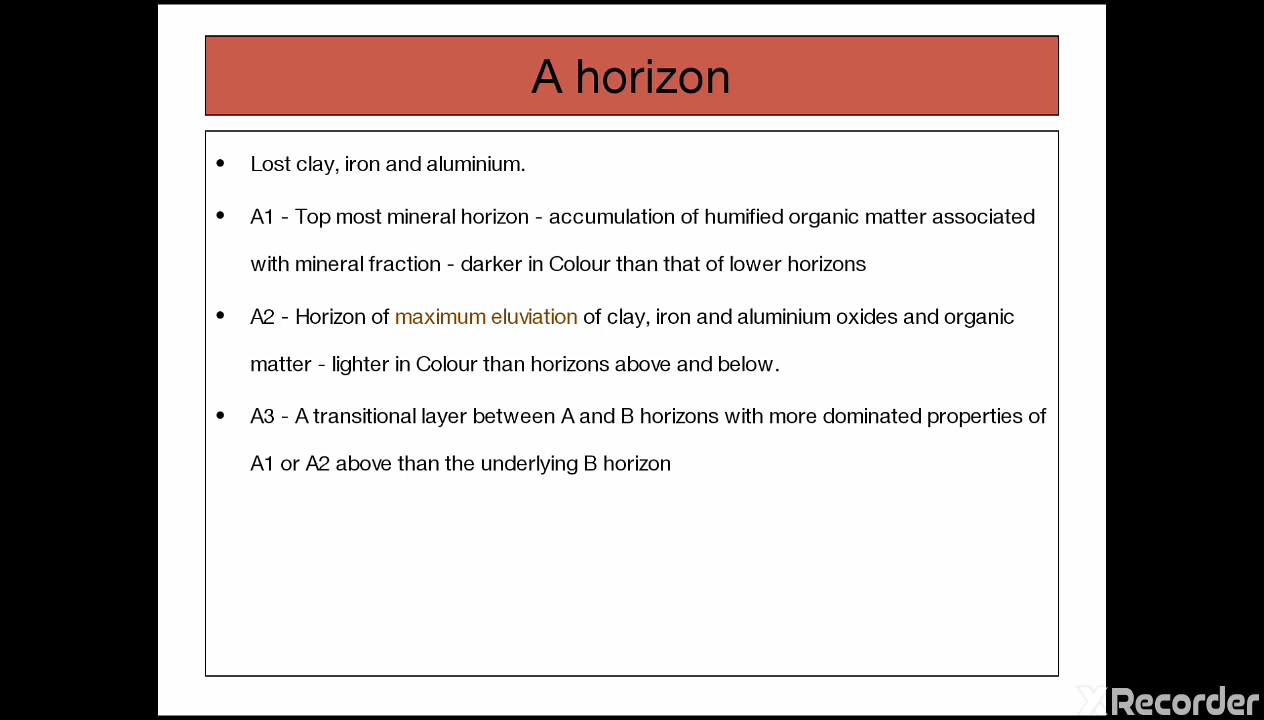 A horizon
• Lost clay, iron and aluminium.
• A1 - Top most mineral horizon - accumulation of humified organic matter associated
with mineral fraction - darker in Colour than that of lower horizons
• A2 - Horizon of maximum eluviation of clay, iron and aluminium oxides and organic
matter - lighter in Colour than horizons above and below.
• A3 - A transitional layer between A and B horizons with more dominated properties of
A1 or A2 above than the underlying B horizon
XRecorder